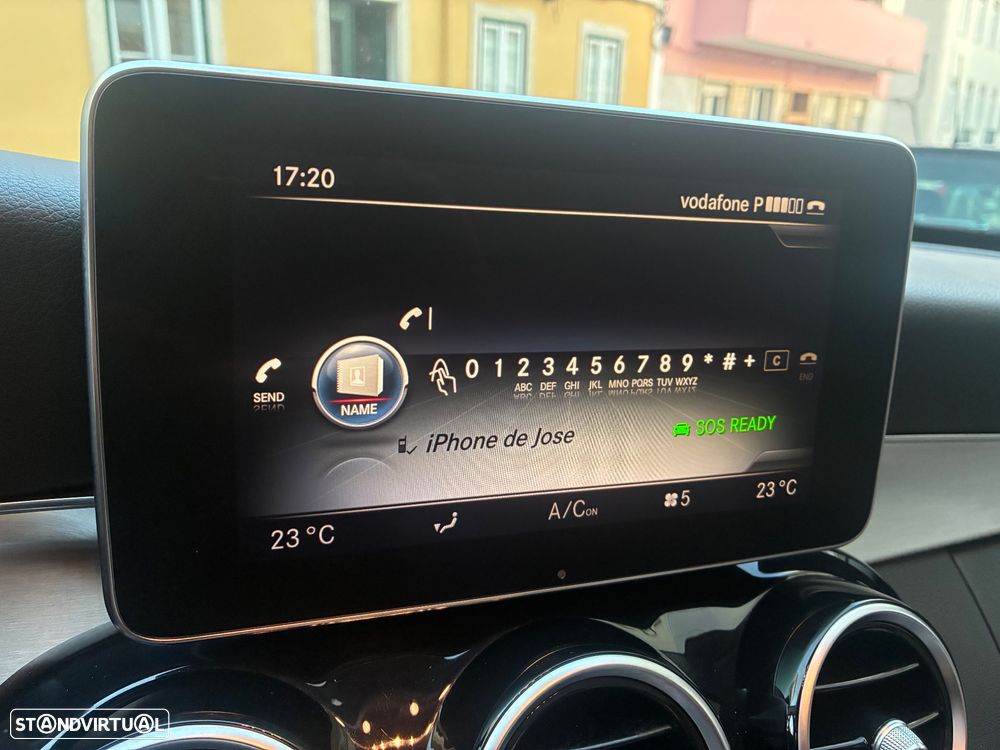 17:20
vodafone P
SEND
NAME
0 1 2 3 4 5 6 7 8 9 * # + C
ABC DEF GHI JKL MNO PQRS TUV WXYZ
END
iPhone de Jose
SOS READY
23 °C
A/C ON
5
23 °C
STANDVIRTUAL